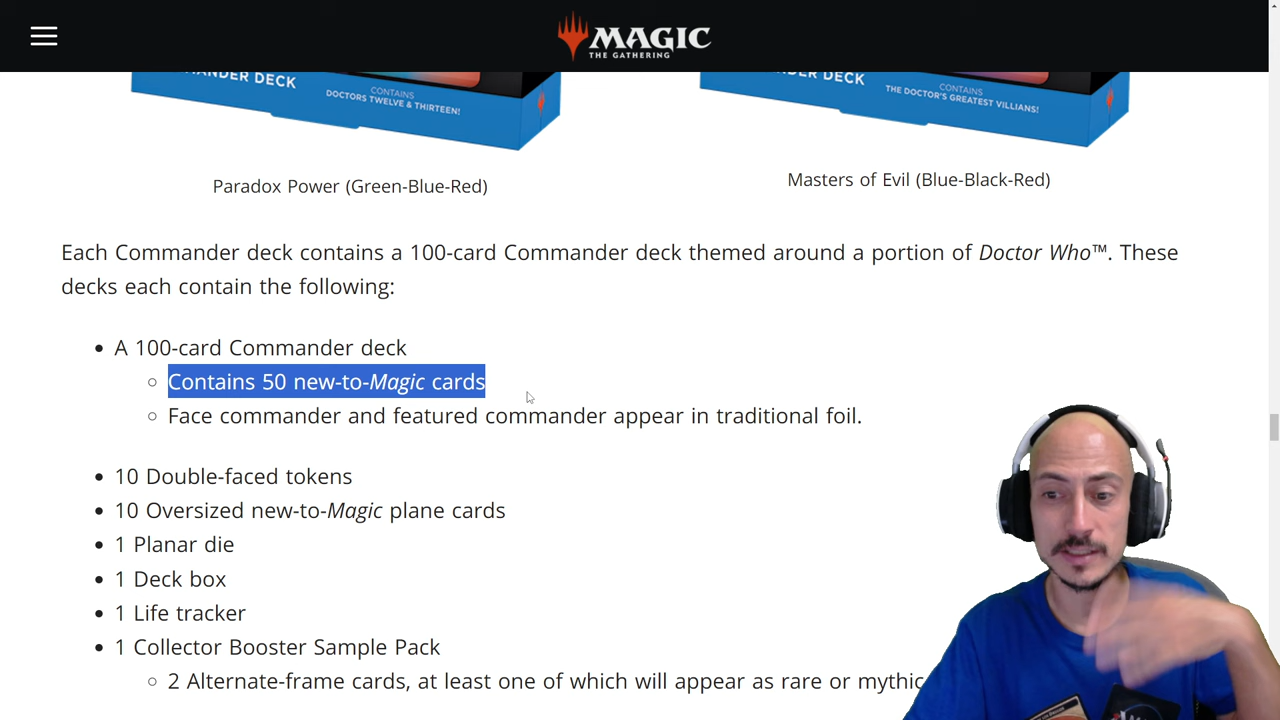 MAGIC
THE GATHERING
ANDER DECK
CONTAINS
DOCTORS TWELVE & THIRTEEN!
DER DECK
CONTAINS
THE DOCTOR'S GREATEST VILLIANS!
Paradox Power (Green-Blue-Red)
Masters of Evil (Blue-Black-Red)
Each Commander deck contains a 100-card Commander deck themed around a portion of Doctor Who™. These
decks each contain the following:
• A 100-card Commander deck
○ Contains 50 new-to-Magic cards
○ Face commander and featured commander appear in traditional foil.
• 10 Double-faced tokens
• 10 Oversized new-to-Magic plane cards
• 1 Planar die
• 1 Deck box
• 1 Life tracker
• 1 Collector Booster Sample Pack
○ 2 Alternate-frame cards, at least one of which will appear as rare or mythic